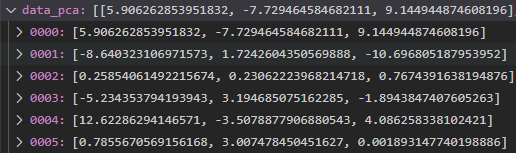 data_pca: [[5.906262853951832, -7.729464584682111, 9.144944874608196],
0000: [5.906262853951832, -7.729464584682111, 9.144944874608196]
0001: [-8.640323106971573, 1.7242604350569888, -10.696805187953952]
0002: [0.25854061492215674, 0.23062223968214718, 0.7674391638194876]
0003: [-5.234353794193943, 3.194685075162285, -1.8943847407605263]
0004: [12.62286294146571, -3.5078877906880543, 4.086258338102421]
0005: [0.7855670569156168, 3.007478450451627, 0.001893147740198886]